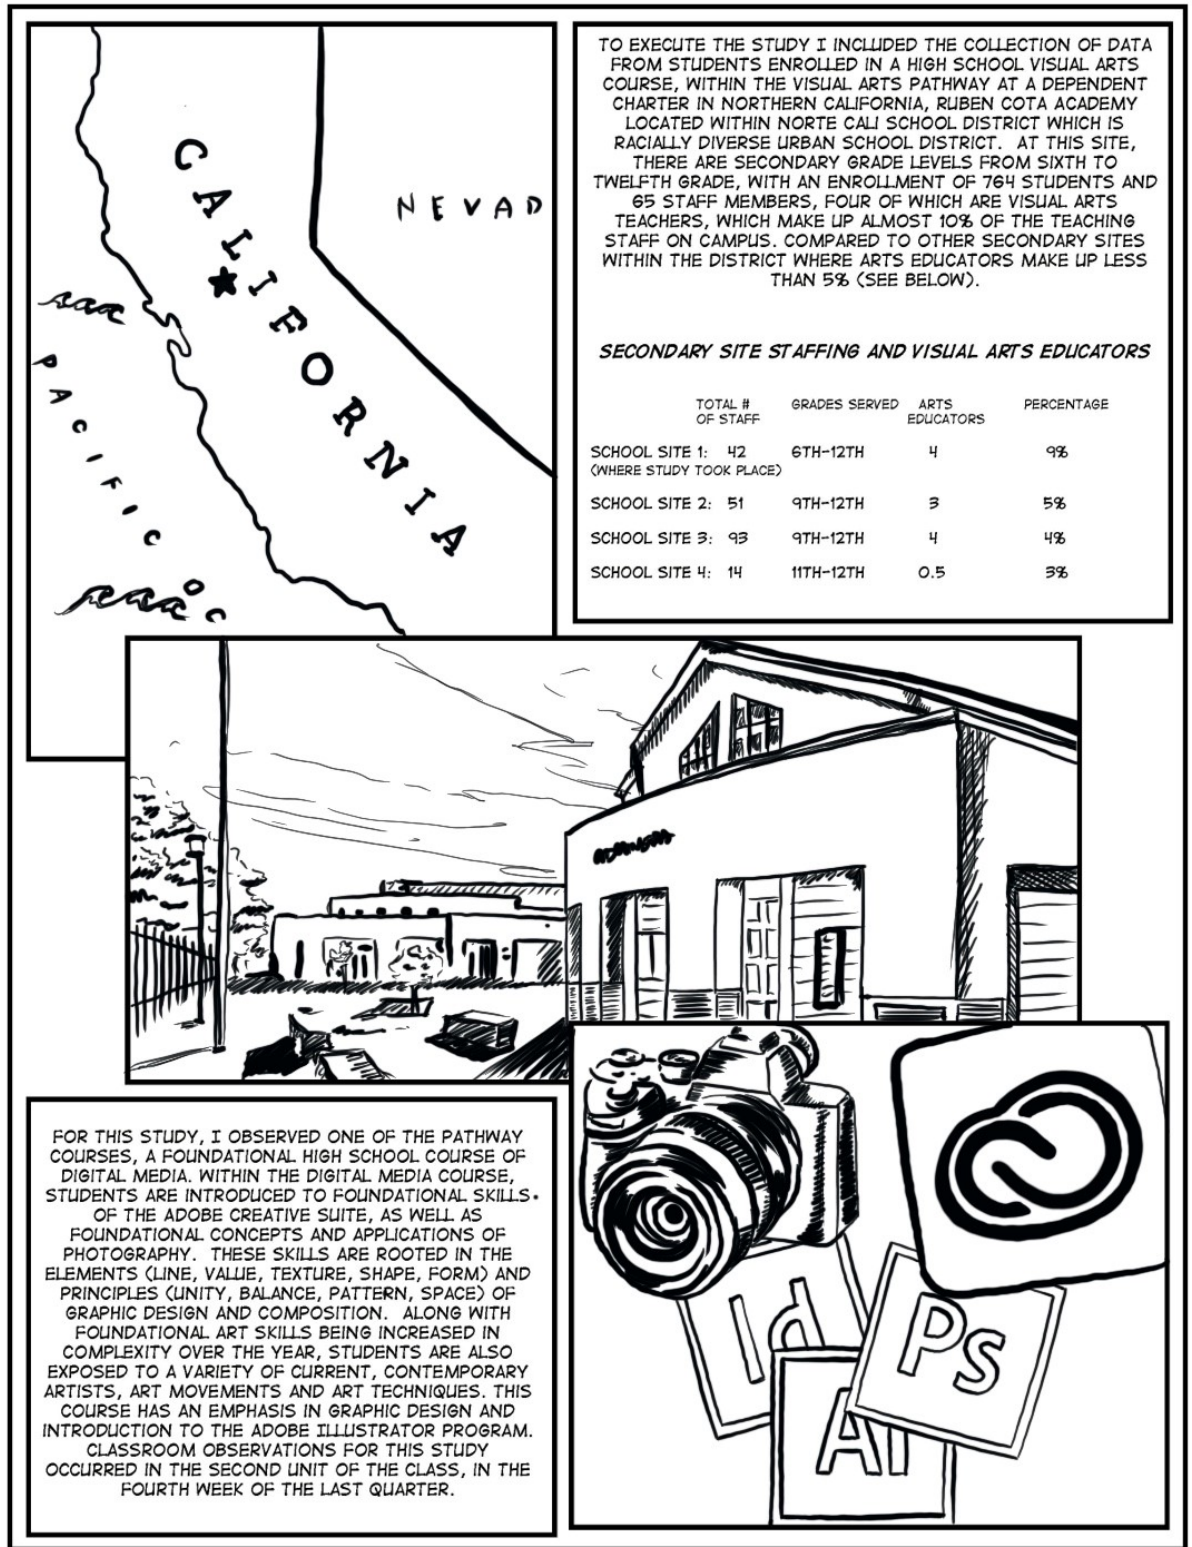 CALIFORNIA
NEVAD
PACIFIC OC
TO EXECUTE THE STUDY I INCLUDED THE COLLECTION OF DATA
FROM STUDENTS ENROLLED IN A HIGH SCHOOL VISUAL ARTS
COURSE, WITHIN THE VISUAL ARTS PATHWAY AT A DEPENDENT
CHARTER IN NORTHERN CALIFORNIA, RUBEN COTA ACADEMY
LOCATED WITHIN NORTE CALI SCHOOL DISTRICT WHICH IS
RACIALLY DIVERSE URBAN SCHOOL DISTRICT. AT THIS SITE,
THERE ARE SECONDARY GRADE LEVELS FROM SIXTH TO
TWELFTH GRADE, WITH AN ENROLLMENT OF 764 STUDENTS AND
65 STAFF MEMBERS, FOUR OF WHICH ARE VISUAL ARTS
TEACHERS, WHICH MAKE UP ALMOST 10% OF THE TEACHING
STAFF ON CAMPUS. COMPARED TO OTHER SECONDARY SITES
WITHIN THE DISTRICT WHERE ARTS EDUCATORS MAKE UP LESS
THAN 5% (SEE BELOW).
SECONDARY SITE STAFFING AND VISUAL ARTS EDUCATORS
TOTAL # GRADES SERVED ARTS PERCENTAGE
OF STAFF EDUCATORS
SCHOOL SITE 1: 42 6TH-12TH 4 9%
(WHERE STUDY TOOK PLACE)
SCHOOL SITE 2: 51 9TH-12TH 3 5%
SCHOOL SITE 3: 93 9TH-12TH 4 4%
SCHOOL SITE 4: 14 11TH-12TH 0.5 3%
FOR THIS STUDY, I OBSERVED ONE OF THE PATHWAY
COURSES, A FOUNDATIONAL HIGH SCHOOL COURSE OF
DIGITAL MEDIA. WITHIN THE DIGITAL MEDIA COURSE,
STUDENTS ARE INTRODUCED TO FOUNDATIONAL SKILLS
OF THE ADOBE CREATIVE SUITE, AS WELL AS
FOUNDATIONAL CONCEPTS AND APPLICATIONS OF
PHOTOGRAPHY. THESE SKILLS ARE ROOTED IN THE
ELEMENTS (LINE, VALUE, TEXTURE, SHAPE, FORM) AND
PRINCIPLES (UNITY, BALANCE, PATTERN, SPACE) OF
GRAPHIC DESIGN AND COMPOSITION. ALONG WITH
FOUNDATIONAL ART SKILLS BEING INCREASED IN
COMPLEXITY OVER THE YEAR, STUDENTS ARE ALSO
EXPOSED TO A VARIETY OF CURRENT, CONTEMPORARY
ARTISTS, ART MOVEMENTS AND ART TECHNIQUES. THIS
COURSE HAS AN EMPHASIS IN GRAPHIC DESIGN AND
INTRODUCTION TO THE ADOBE ILLUSTRATOR PROGRAM.
CLASSROOM OBSERVATIONS FOR THIS STUDY
OCCURRED IN THE SECOND UNIT OF THE CLASS, IN THE
FOURTH WEEK OF THE LAST QUARTER.
Id
Ps
Ai